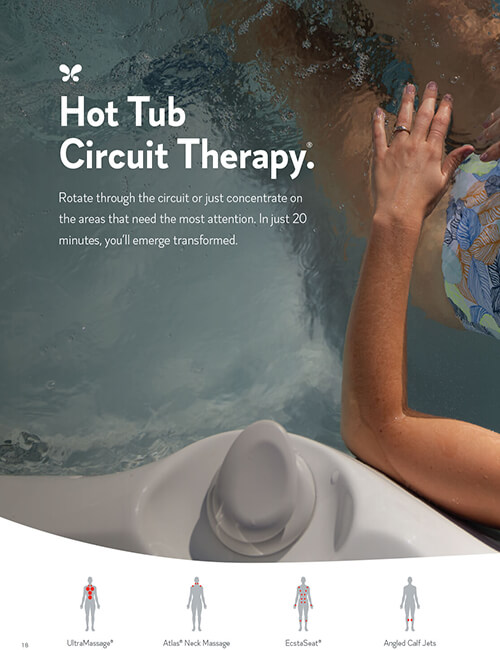 Hot Tub
Circuit Therapy.®
Rotate through the circuit or just concentrate on
the areas that need the most attention. In just 20
minutes, you'll emerge transformed.
UltraMassage®
Atlas® Neck Massage
EcstaSeat®
Angled Calf Jets
18